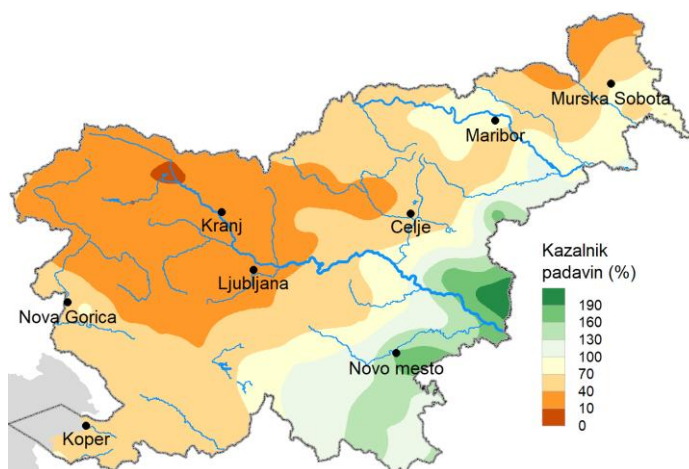 Murska Sobota
Maribor
Kranj
Celje
Ljubljana
Nova Gorica
Novo mesto
Koper
Kazalnik
padavin (%)
190
160
130
100
70
40
10
0